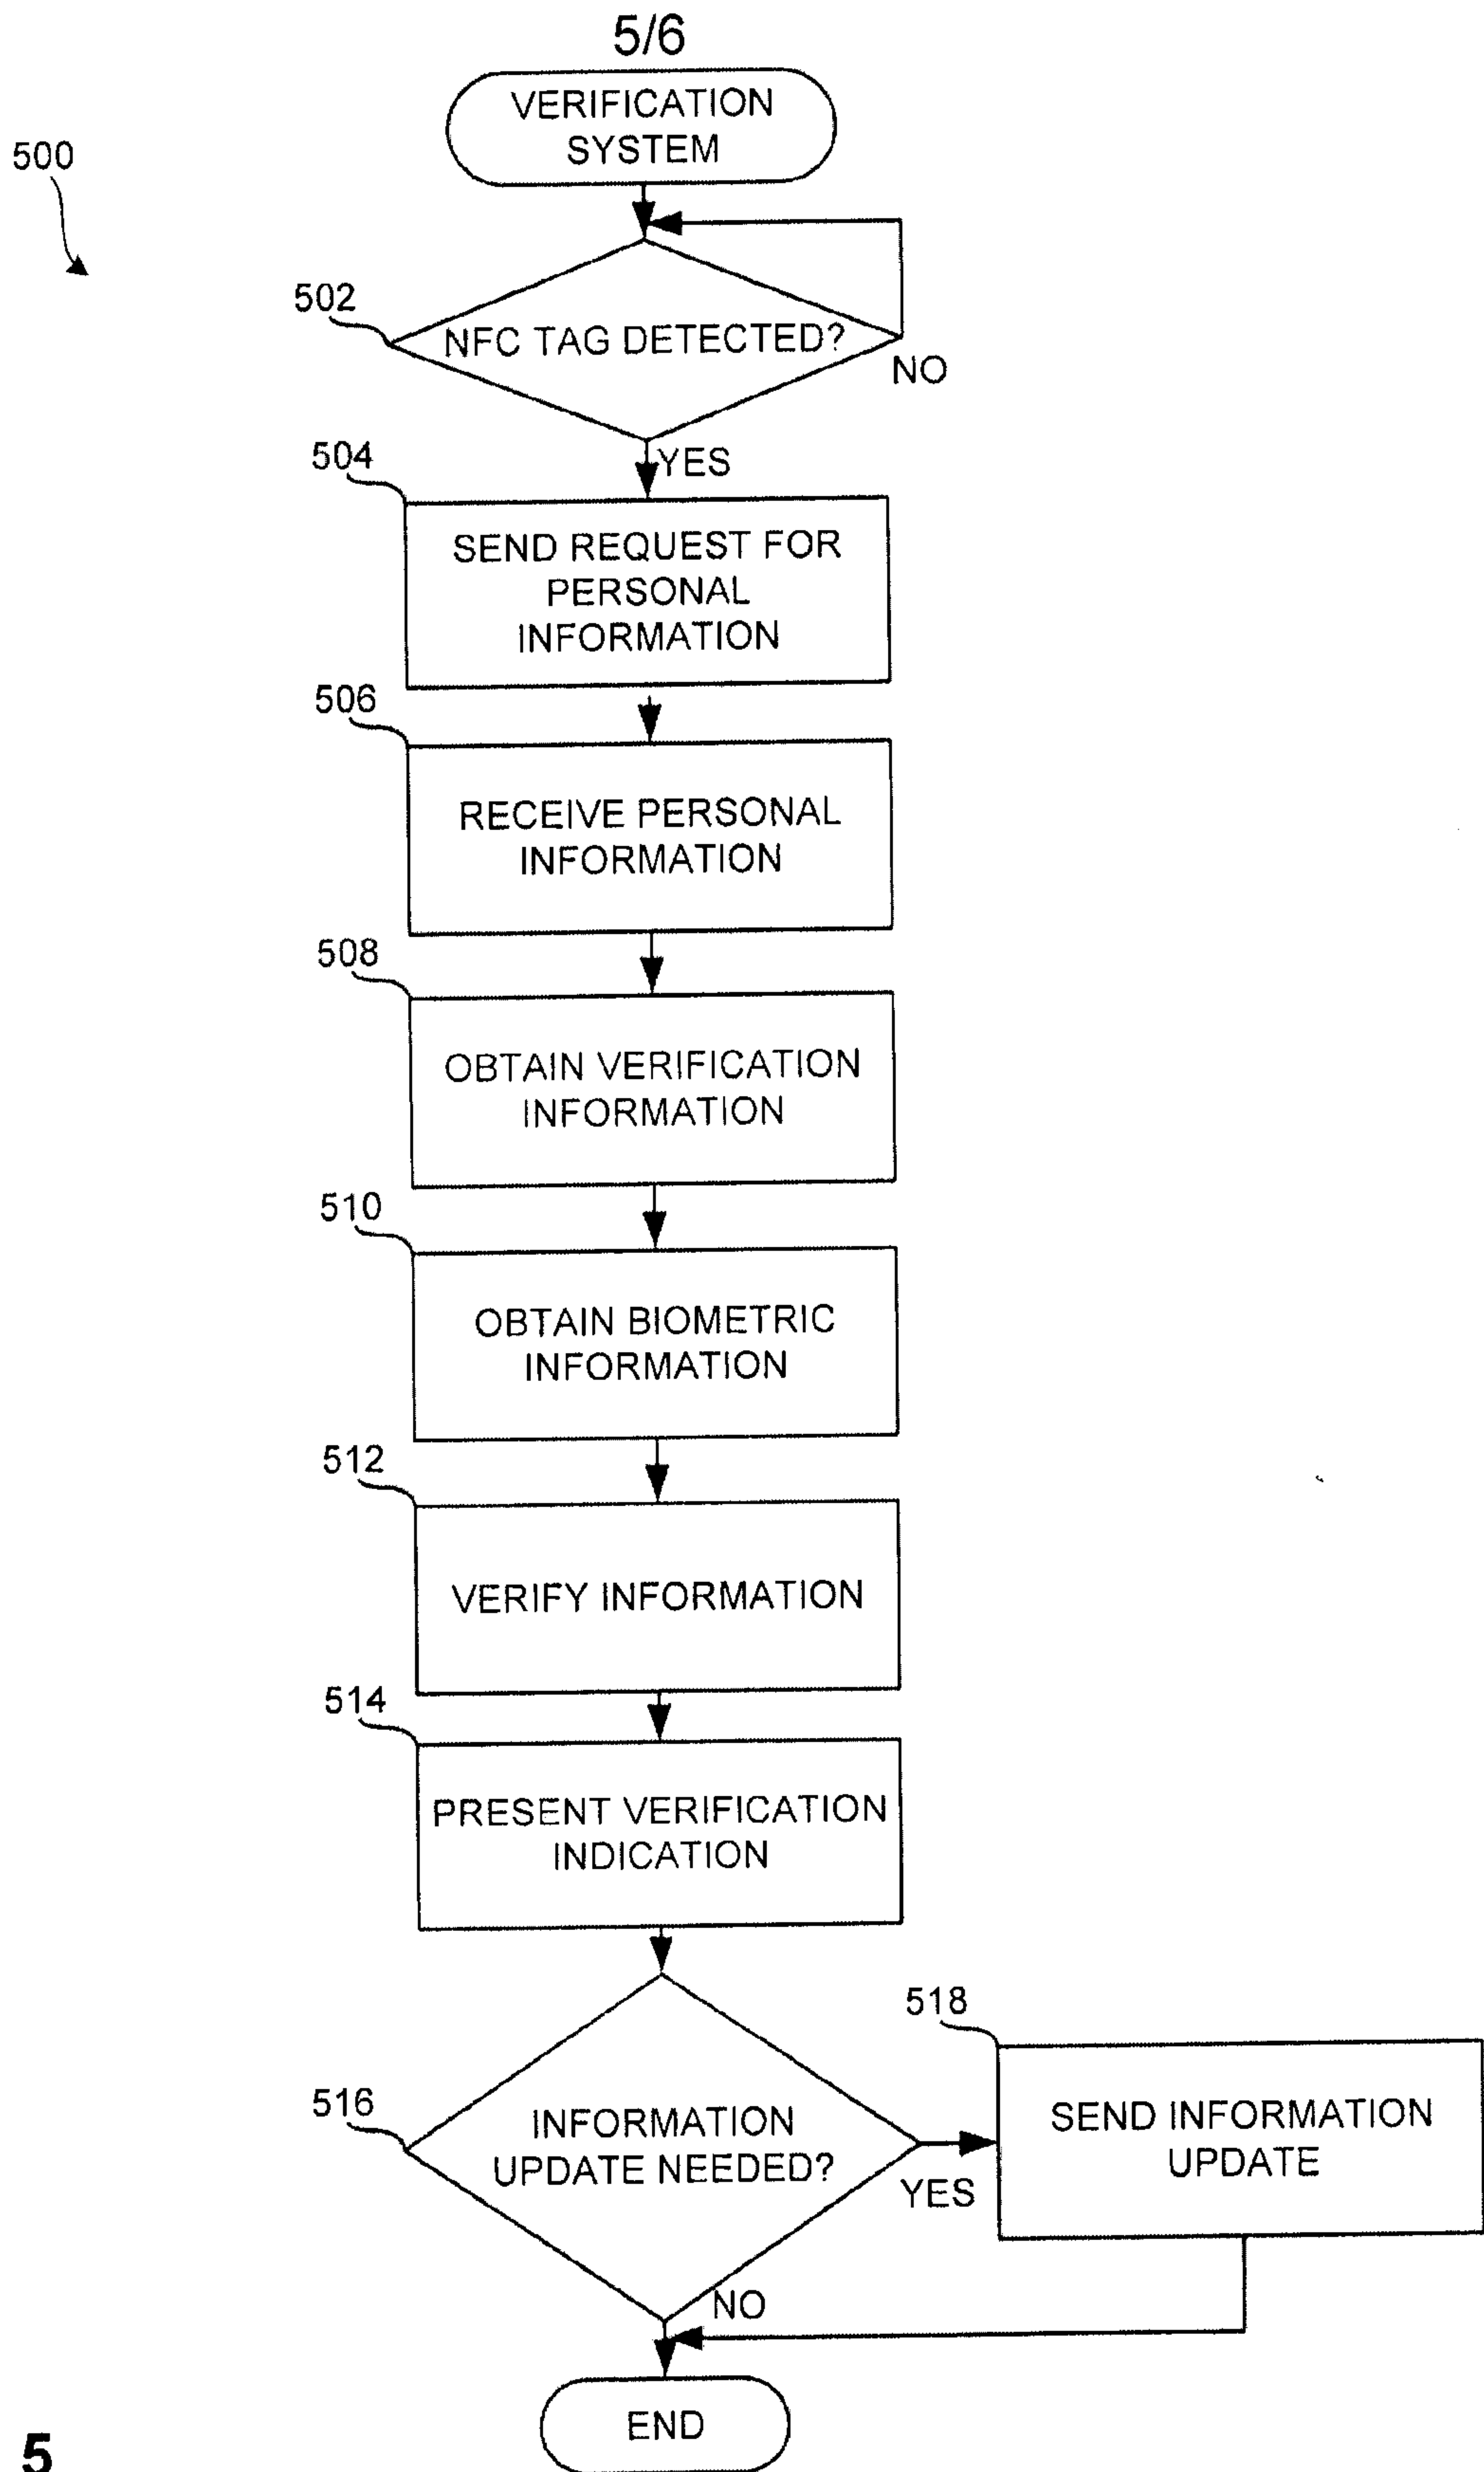 5/6
VERIFICATION
SYSTEM
500
502
NFC TAG DETECTED?
NO
YES
504
SEND REQUEST FOR
PERSONAL
INFORMATION
506
RECEIVE PERSONAL
INFORMATION
508
OBTAIN VERIFICATION
INFORMATION
510
OBTAIN BIOMETRIC
INFORMATION
512
VERIFY INFORMATION
514
PRESENT VERIFICATION
INDICATION
516
INFORMATION
UPDATE NEEDED?
YES
518
SEND INFORMATION
UPDATE
NO
END
5